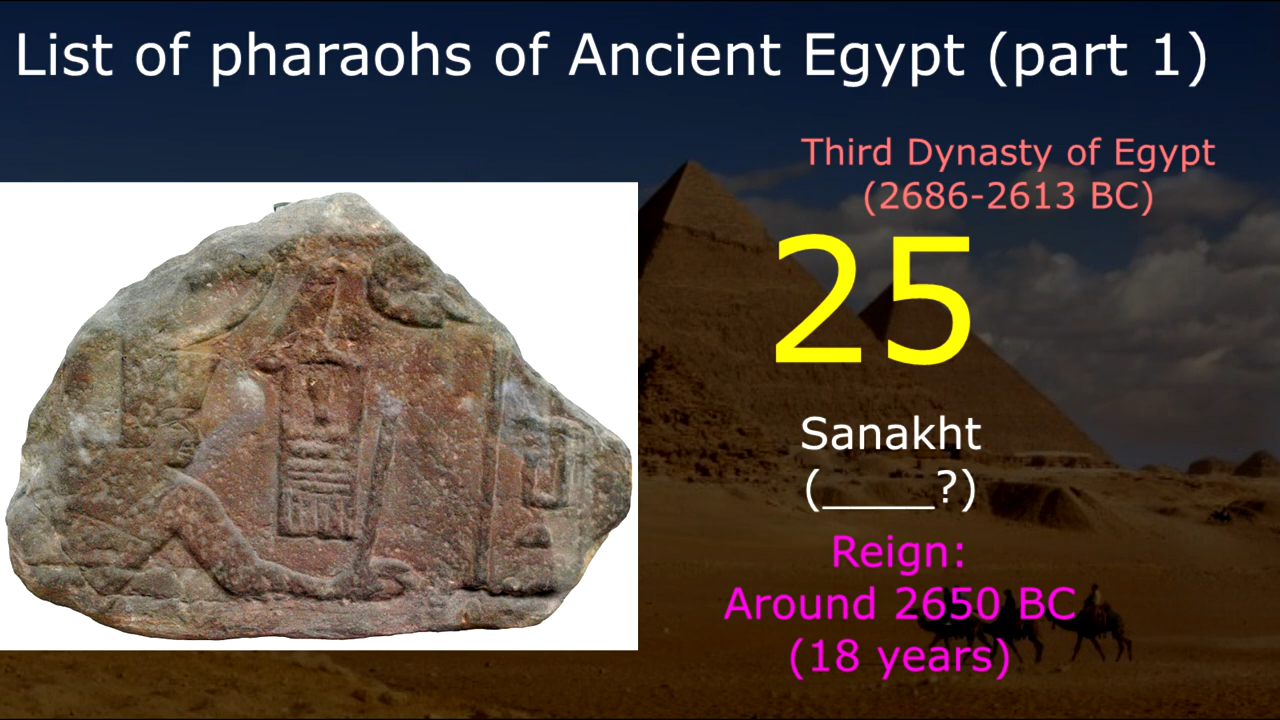 List of pharaohs of Ancient Egypt (part 1)
Third Dynasty of Egypt
(2686-2613 BC)
25
Sanakht
(_____?)
Reign:
Around 2650 BC
(18 years)